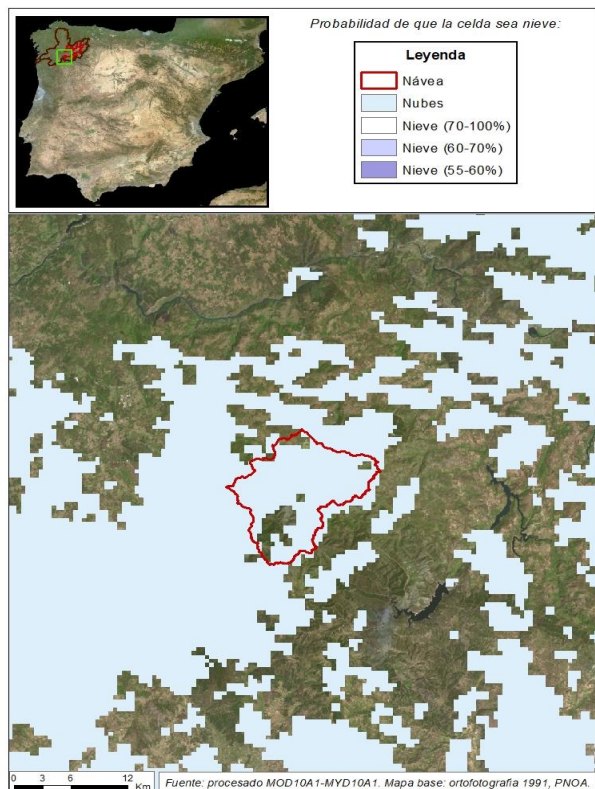 Probabilidad de que la celda sea nieve:
Leyenda
Návea
Nubes
Nieve (70-100%)
Nieve (60-70%)
Nieve (55-60%)
0 3 6 12
Km
Fuente: procesado MOD10A1-MYD10A1. Mapa base: ortofotografia 1991, PNOA.